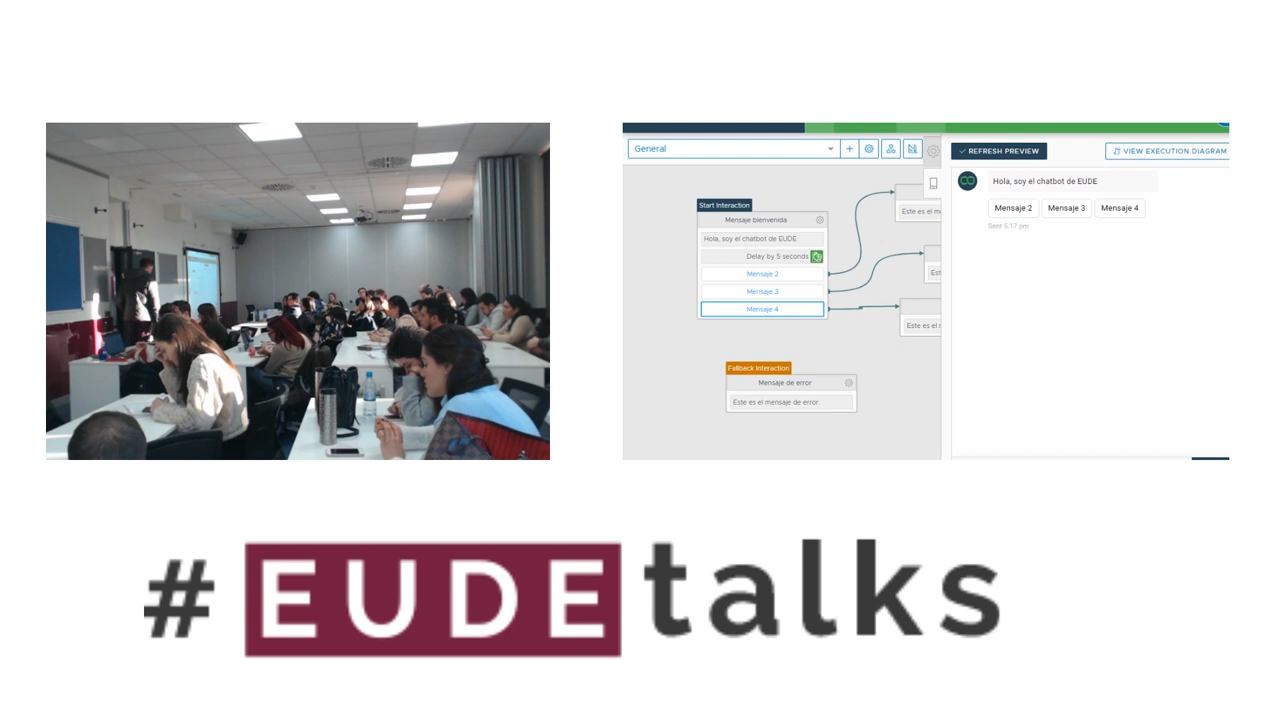 General
REFRESH PREVIEW
VIEW EXECUTION DIAGRAM
Start Interaction
Mensaje bienvenida
Hola, soy el chatbot de EUDE
Delay by 5 seconds
Mensaje 2
Mensaje 3
Mensaje 4
Este es el
Este es el
Fallback Interaction
Mensaje de error
Este es el mensaje de error.
Hola, soy el chatbot de EUDE
Mensaje 2 Mensaje 3 Mensaje 4
Sent 5:17 pm
# EUDE talks